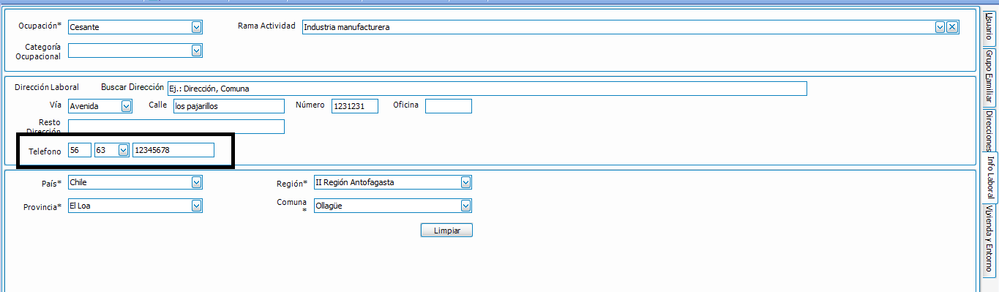 Ocupación* Cesante Rama Actividad Industria manufacturera
Categoría
Ocupacional
Dirección Laboral Buscar Dirección Ej.: Dirección, Comuna
Vía Avenida Calle los pajarillos Número 1231231 Oficina
Resto
Dirección
Telefono 56 63 12345678
País* Chile Región* II Región Antofagasta
Provincia* El Loa Comuna
* Ollagüe
Limpiar
Usuario
Grupo Familiar
Direcciones
Info Laboral
Vivienda y Entorno